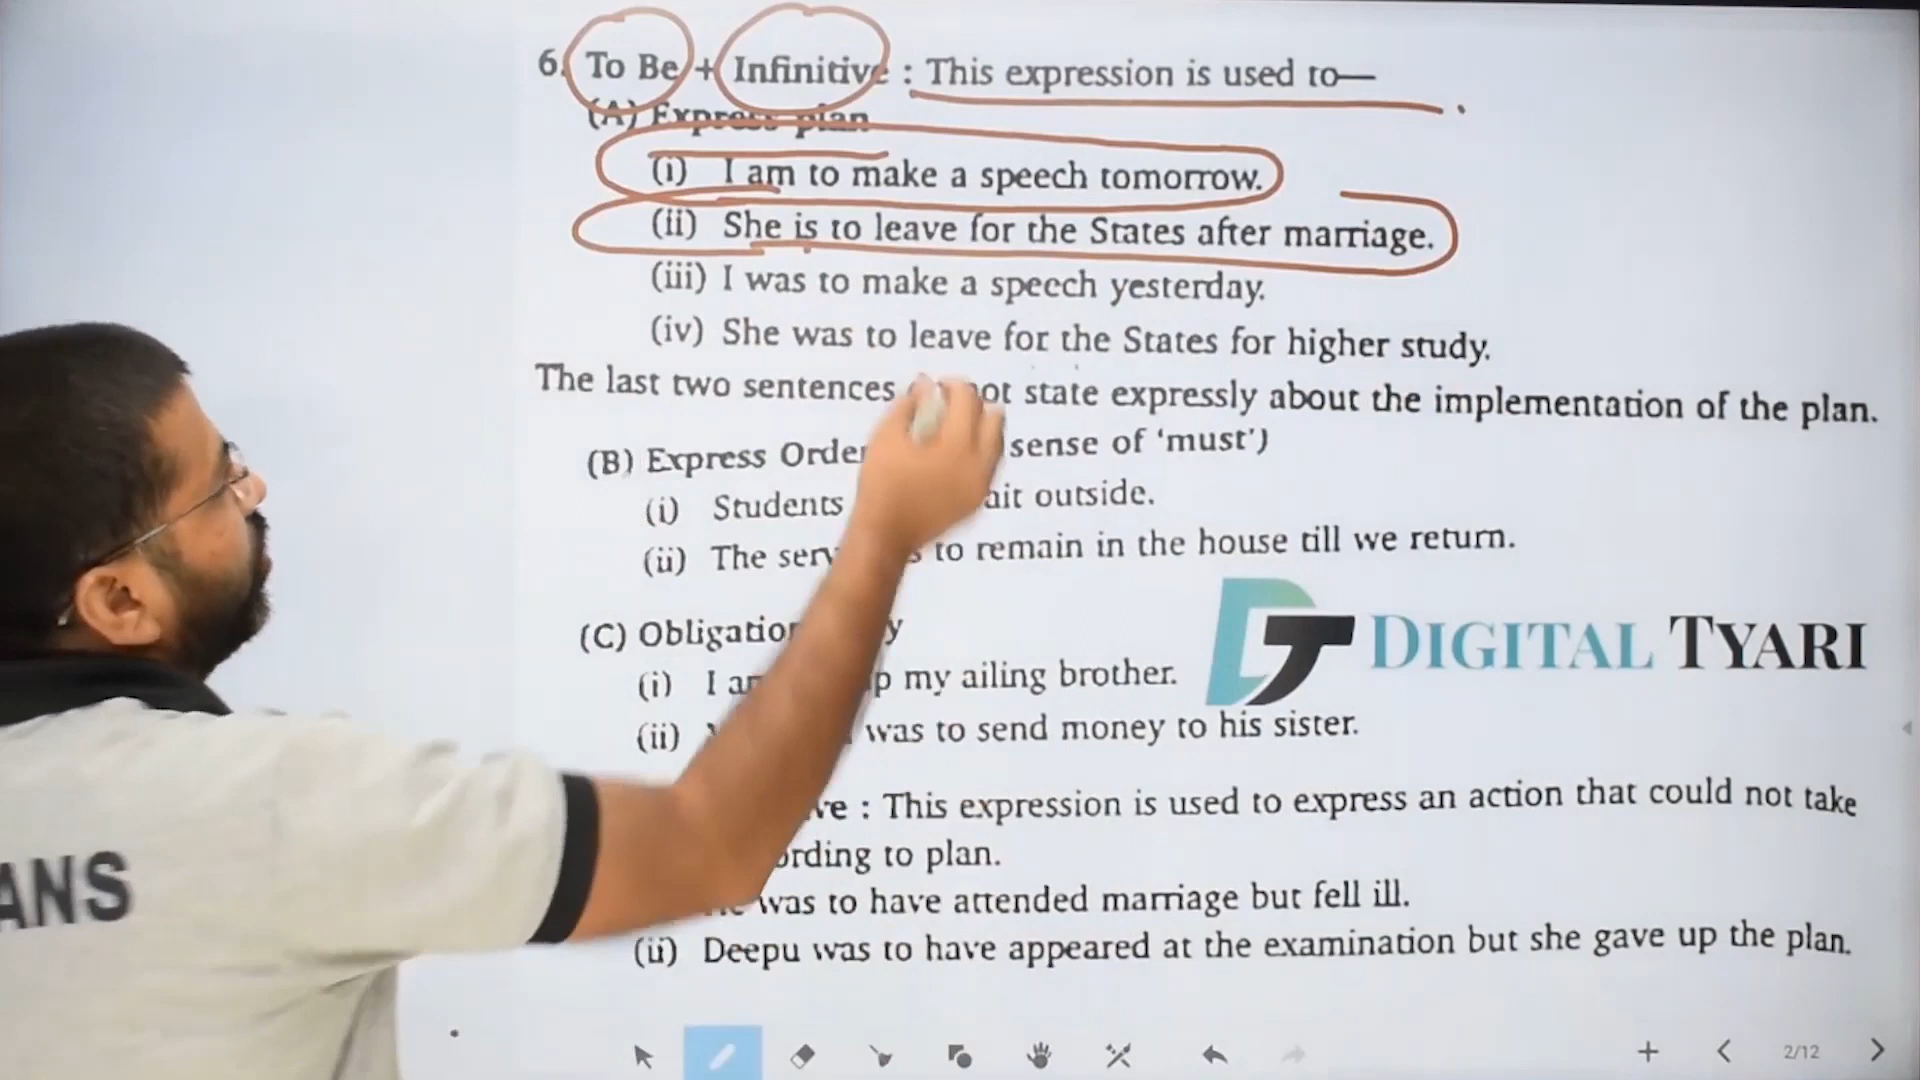 6. To Be + Infinitive : This expression is used to—
(A) Express plan
(i) I am to make a speech tomorrow.
(ii) She is to leave for the States after marriage.
(iii) I was to make a speech yesterday.
(iv) She was to leave for the States for higher study.
The last two sentences not state expressly about the implementation of the plan.
(B) Express Order sense of ‘must’)
(i) Students outside.
(ii) The to remain in the house till we return.
(C)
(i) I my ailing brother.
(ii) was to send money to his sister.
DIGITAL TYARI
: This expression is used to express an action that could not take
to plan.
was to have attended marriage but fell ill.
(ii) Deepu was to have appeared at the examination but she gave up the plan.
ANS
2/12